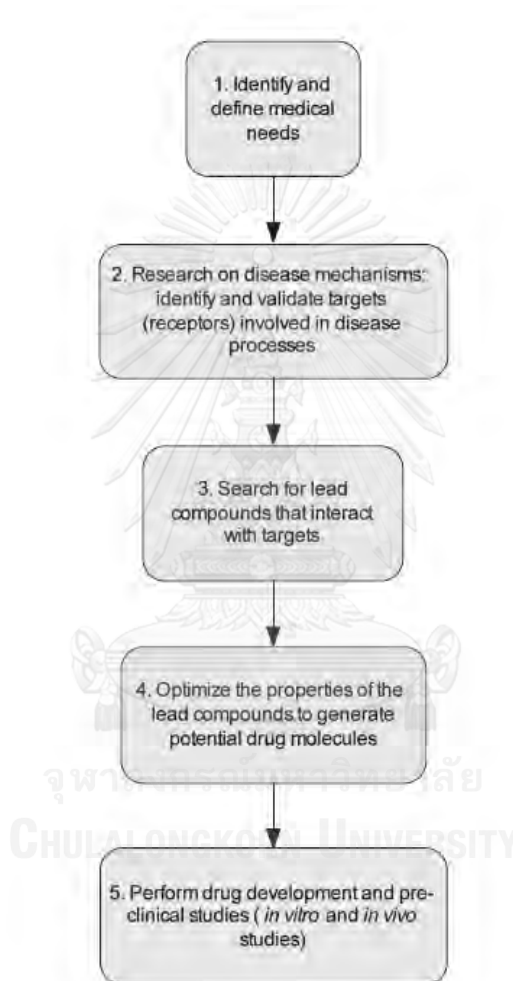 1. Identify and
define medical
needs
2. Research on disease mechanisms:
identify and validate targets
(receptors) involved in disease
processes
3. Search for lead
compounds that interact
with targets
4. Optimize the properties of the
lead compounds to generate
potential drug molecules
จุฬาลงกรณ์มหาวิทยาลัย
CHULALONGKORN UNIVERSITY
5. Perform drug development and pre-
clinical studies ( in vitro and in vivo
studies)